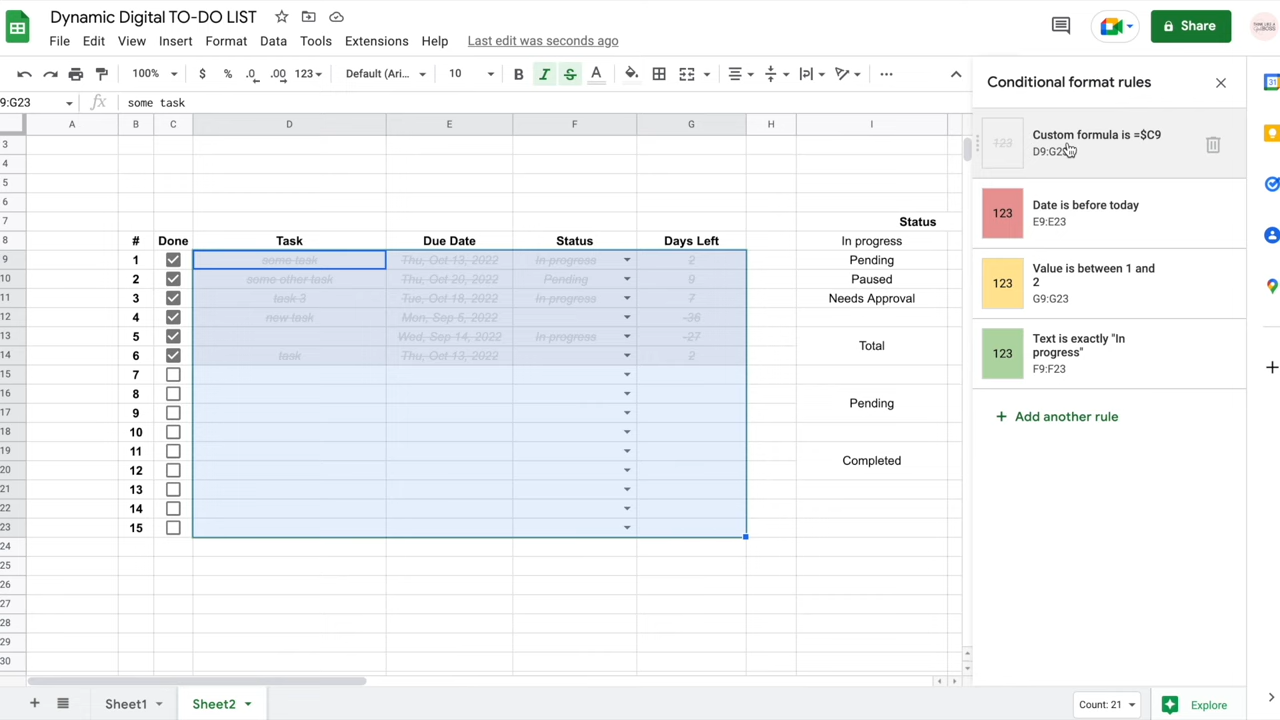 Dynamic Digital TO-DO LIST
File Edit View Insert Format Data Tools Extensions Help Last edit was seconds ago
Share
100% $ % .0 .00 123 Default (Ari... 10 B I S A
9:G23 fx some task
Conditional format rules
A B C D E F G H I
3
4
5
6
7 Status
8 # Done Task Due Date Status Days Left In progress
9 1 some task Thu, Oct 13, 2022 In progress 2 Pending
10 2 some other task Thu, Oct 20, 2022 Pending 9 Paused
11 3 task 3 Tue, Oct 18, 2022 In progress 7 Needs Approval
12 4 new task Mon, Sep 5, 2022 -36
13 5 Wed, Sep 14, 2022 In progress -27
Total
14 6 task Thu, Oct 13, 2022 2
15 7
16 8
Pending
17 9
18 10
19 11
Completed
20 12
21 13
22 14
23 15
24
25
26
27
28
29
30
123 Custom formula is =$C9
D9:G23
123 Date is before today
E9:E23
123 Value is between 1 and
2
G9:G23
123 Text is exactly "In
progress"
F9:F23
+ Add another rule
31
Sheet1 Sheet2 Count: 21 Explore